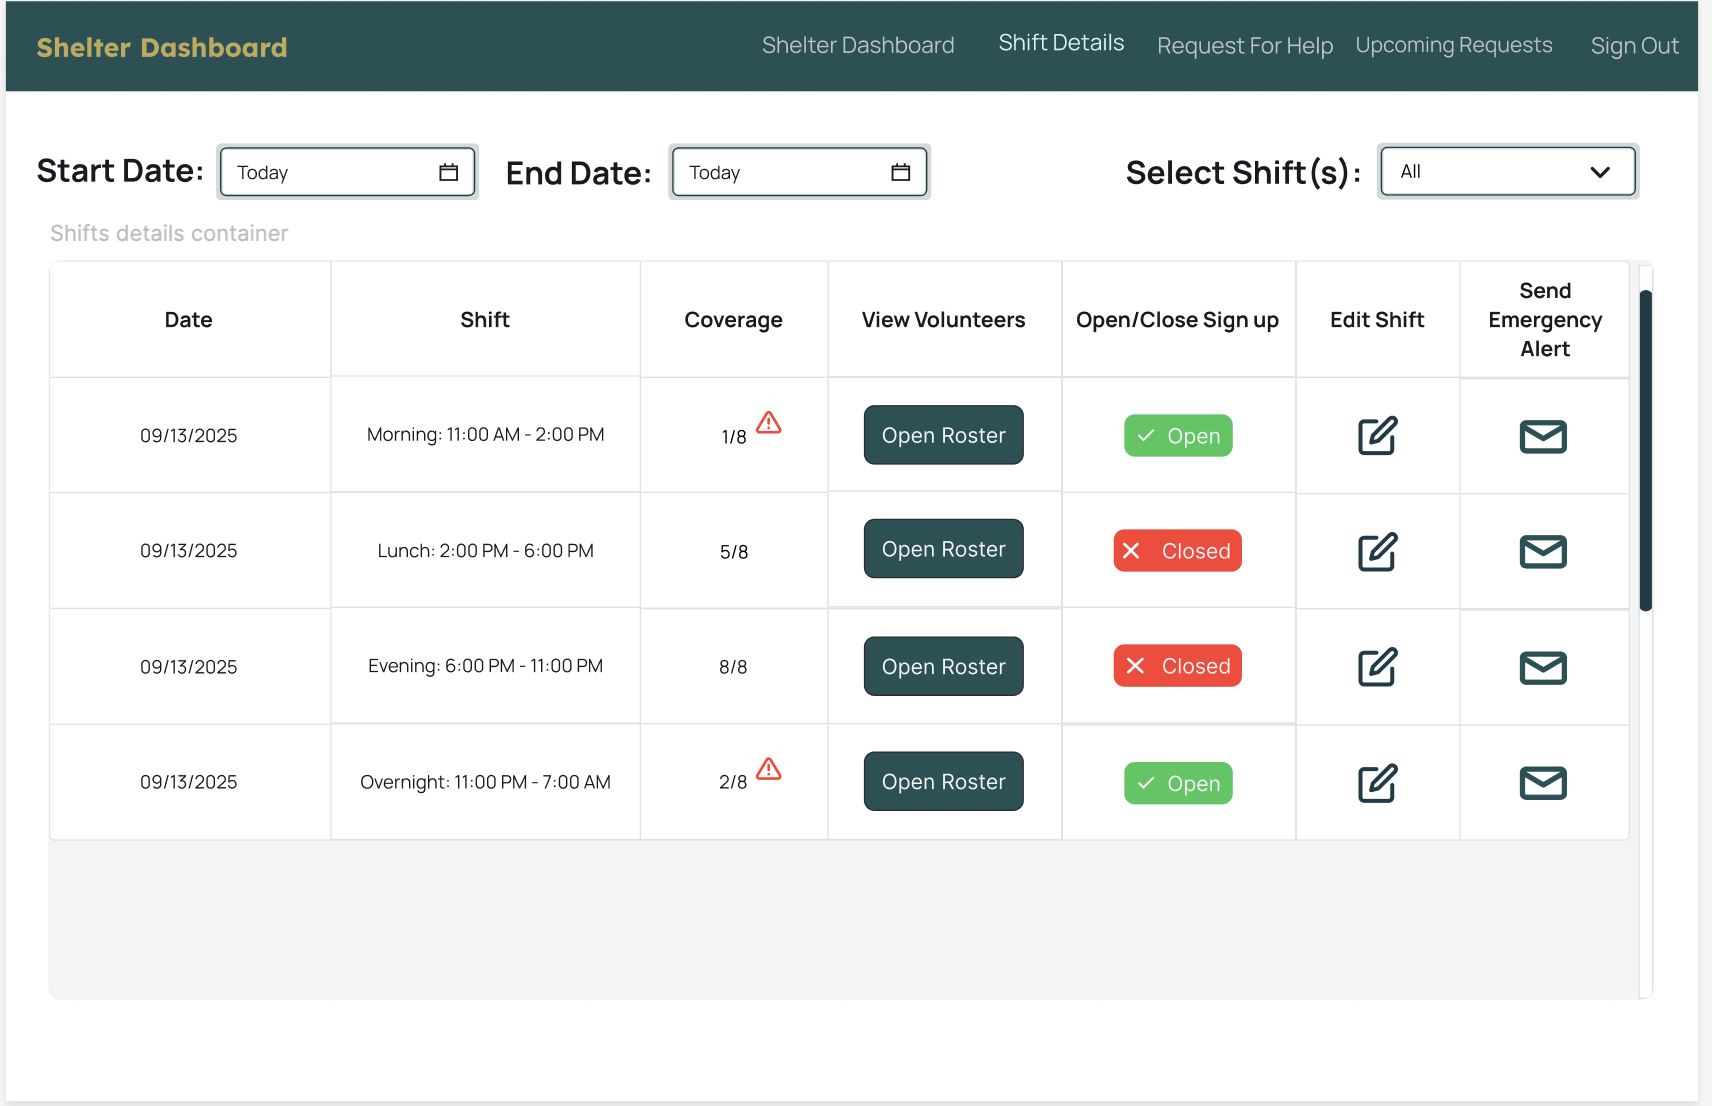 Shelter Dashboard
Shelter Dashboard Shift Details Request For Help Upcoming Requests Sign Out
Start Date: Today End Date: Today Select Shift(s): All
Shifts details container
Date Shift Coverage View Volunteers Open/Close Sign up Edit Shift Send Emergency Alert
09/13/2025 Morning: 11:00 AM - 2:00 PM 1/8 Open Roster Open
09/13/2025 Lunch: 2:00 PM - 6:00 PM 5/8 Open Roster Closed
09/13/2025 Evening: 6:00 PM - 11:00 PM 8/8 Open Roster Closed
09/13/2025 Overnight: 11:00 PM - 7:00 AM 2/8 Open Roster Open